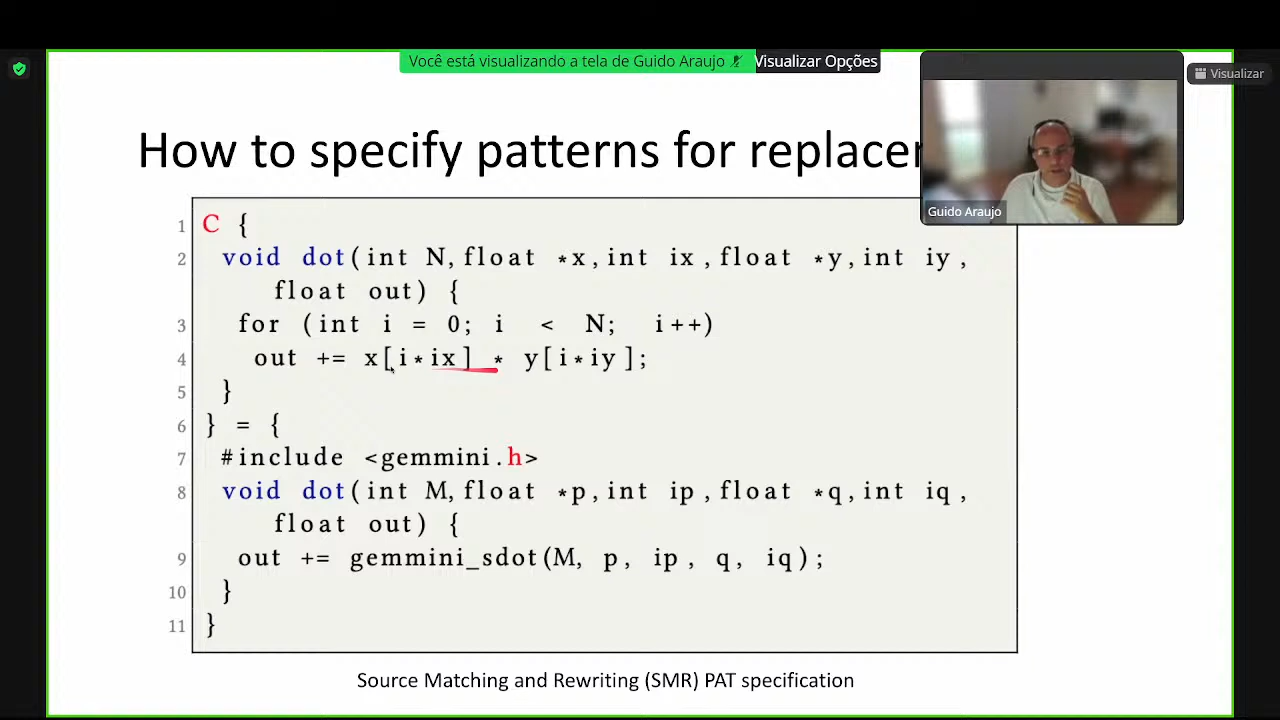 Você está visualizando a tela de Guido Araujo
Visualizar Opções
Visualizar
How to specify patterns for replacer
Guido Araujo
1 C {
2 void dot(int N,float *x,int ix,float *y,int iy,
float out) {
3 for (int i = 0; i < N; i++)
4 out += x[i*ix] * y[i*iy];
5 }
6 } = {
7 #include <gemmini.h>
8 void dot(int M,float *p,int ip,float *q,int iq,
float out) {
9 out += gemmini_sdot(M, p, ip, q, iq);
10 }
11 }
Source Matching and Rewriting (SMR) PAT specification